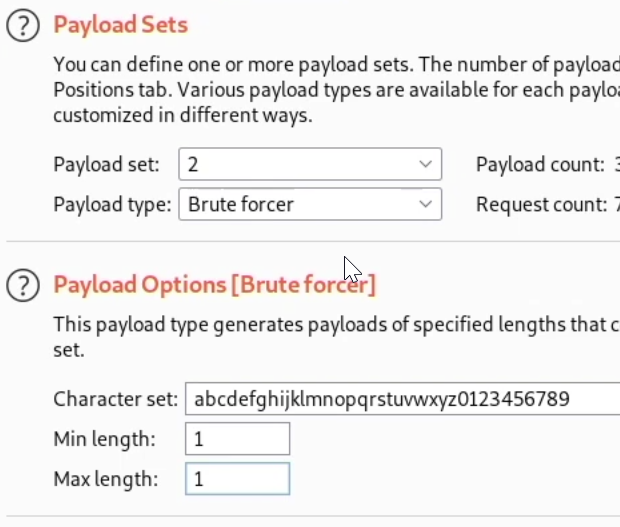 Payload Sets
You can define one or more payload sets. The number of payload
Positions tab. Various payload types are available for each
customized in different ways.
Payload set: 2 Payload count:
Payload type: Brute forcer Request count: 7
Payload Options [Brute forcer]
This payload type generates payloads of specified lengths that
set.
Character set: abcdefghijklmnopqrstuvwxyz0123456789
Min length: 1
Max length: 1